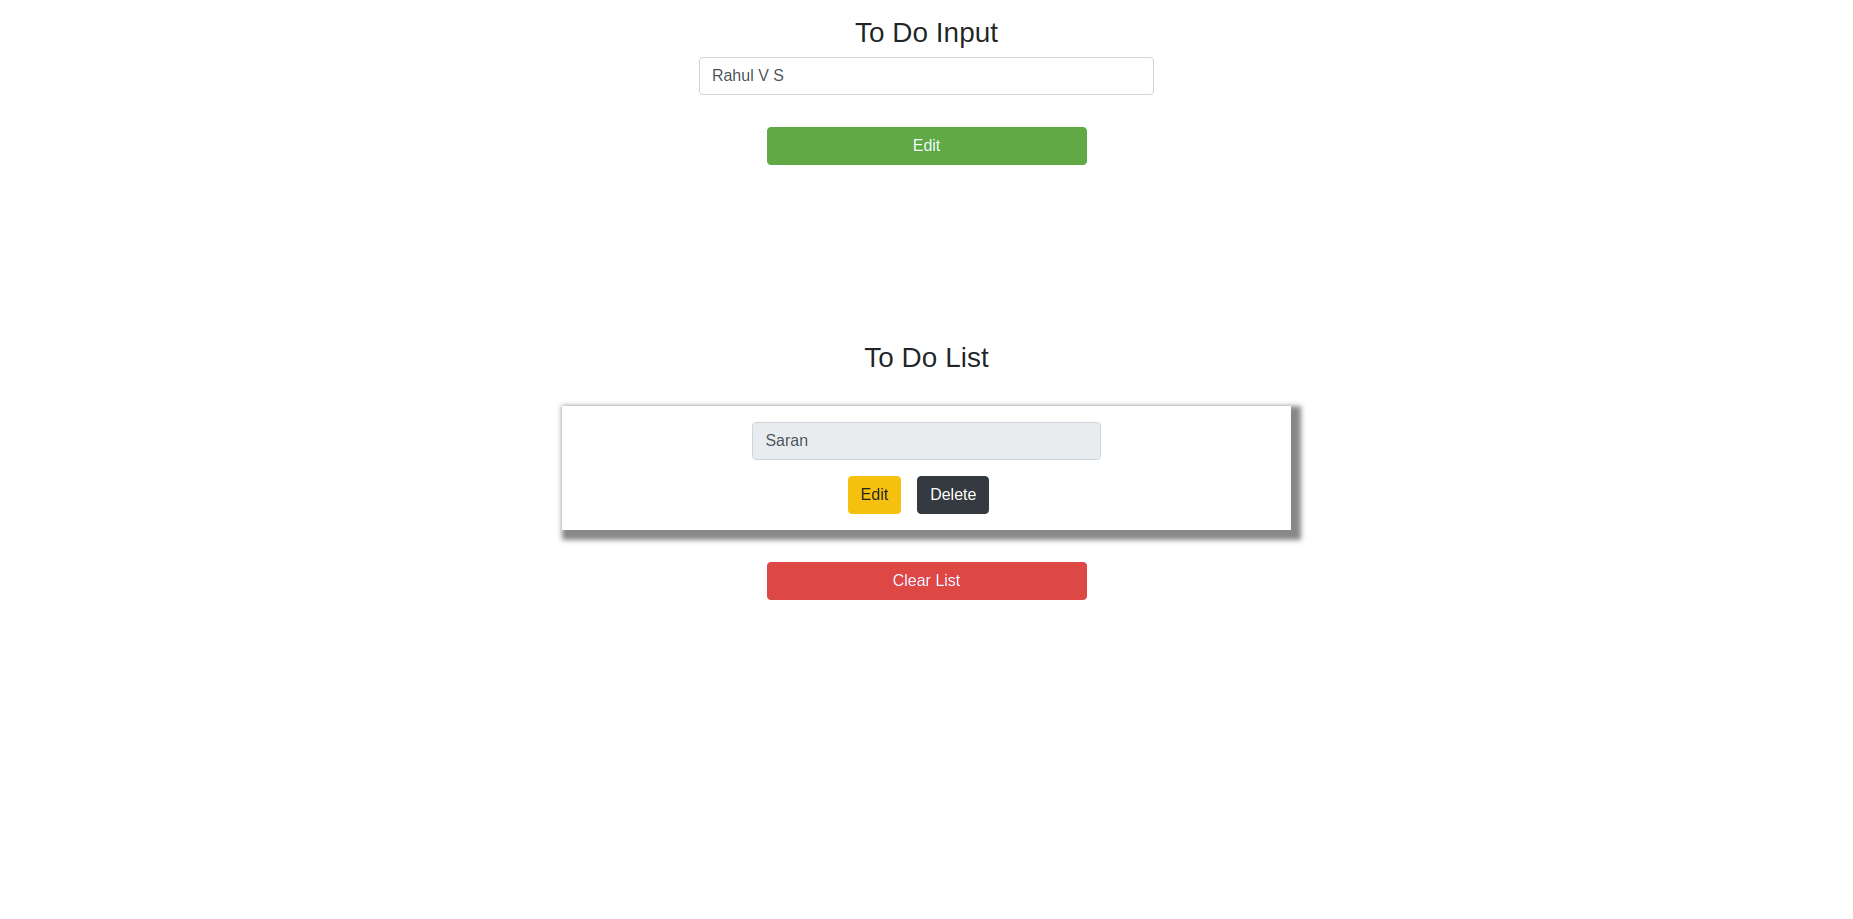 To Do Input
Rahul V S
Edit
To Do List
Saran
Edit Delete
Clear List